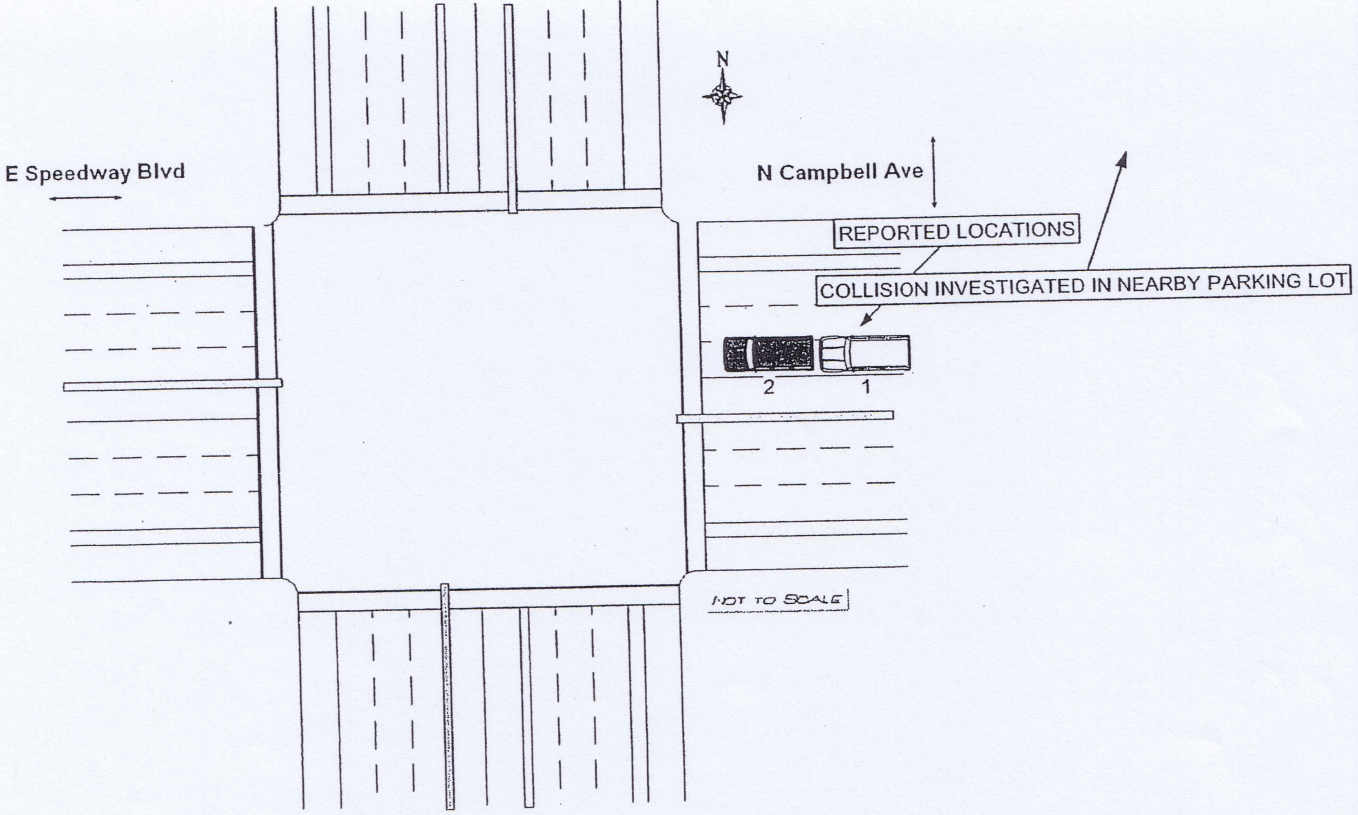 N
E Speedway Blvd
N Campbell Ave
REPORTED LOCATIONS
COLLISION INVESTIGATED IN NEARBY PARKING LOT
2
1
NOT TO SCALE